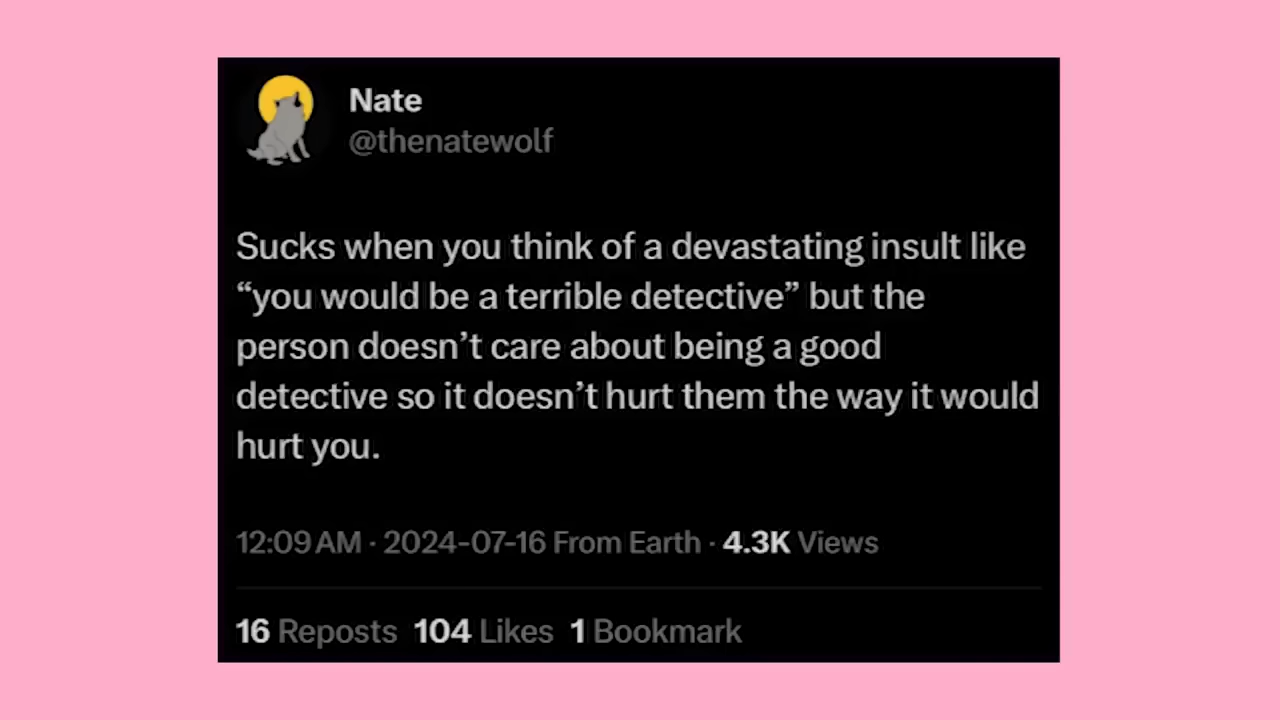 Nate
@thenatewolf
Sucks when you think of a devastating insult like
“you would be a terrible detective” but the
person doesn’t care about being a good
detective so it doesn’t hurt them the way it would
hurt you.
12:09 AM · 2024-07-16 From Earth · 4.3K Views
16 Reposts 104 Likes 1 Bookmark